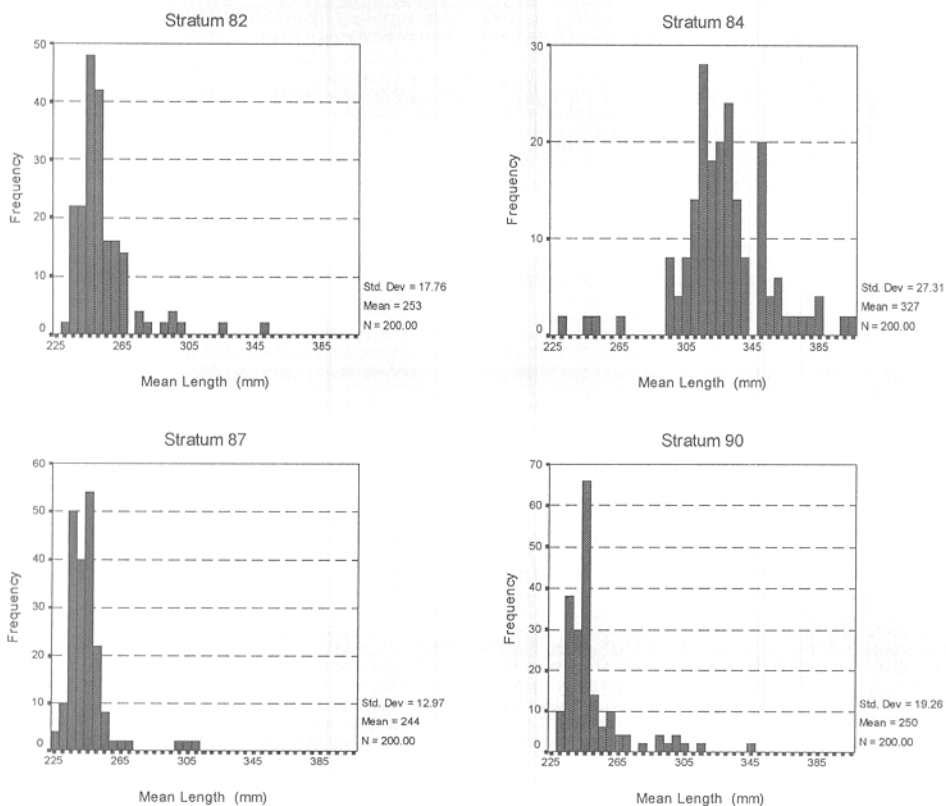 Stratum 82
50
40
30
20
10
0
Frequency
225 265 305 345 385
Mean Length (mm)
Std. Dev = 17.76
Mean = 253
N = 200.00
Stratum 84
30
20
10
0
Frequency
225 265 305 345 385
Mean Length (mm)
Std. Dev = 27.31
Mean = 327
N = 200.00
Stratum 87
60
50
40
30
20
10
0
Frequency
225 265 305 345 385
Mean Length (mm)
Std. Dev = 12.97
Mean = 244
N = 200.00
Stratum 90
70
60
50
40
30
20
10
0
Frequency
225 265 305 345 385
Mean Length (mm)
Std. Dev = 19.26
Mean = 250
N = 200.00